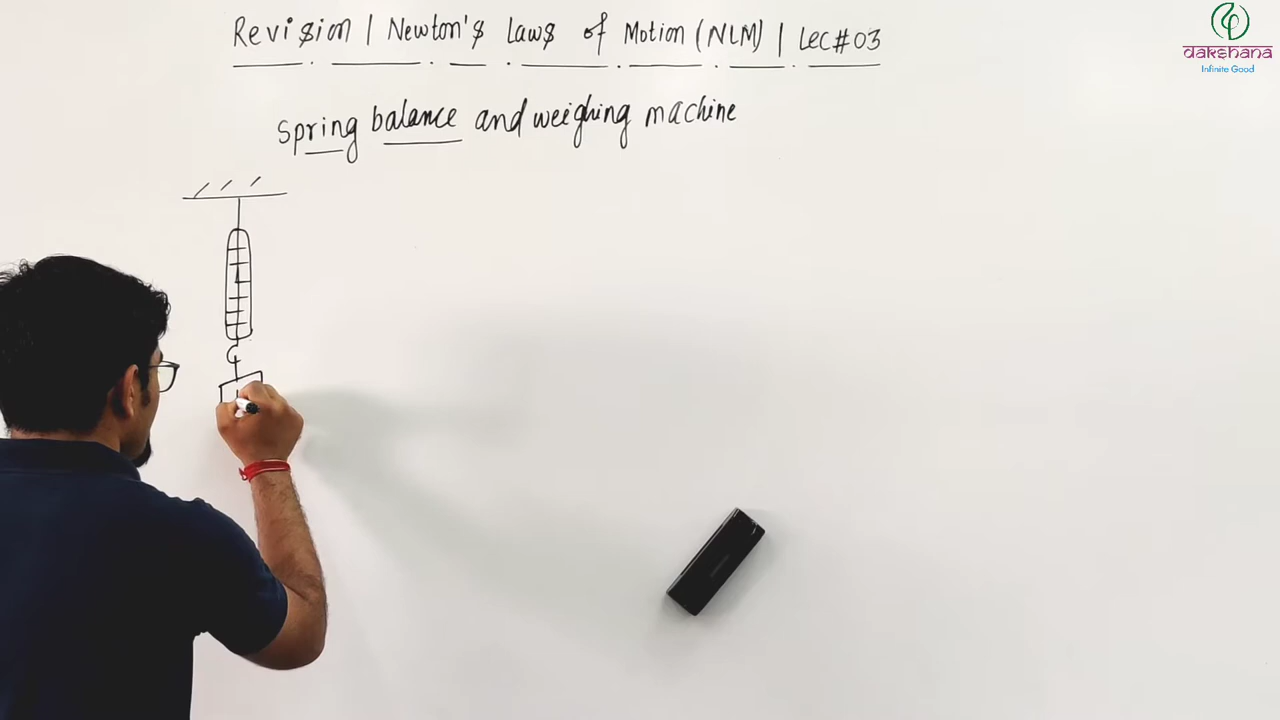 Revision | Newton's Laws of Motion (NLM) | Lec#03
dakshana
Infinite Good
Spring balance and weighing machine